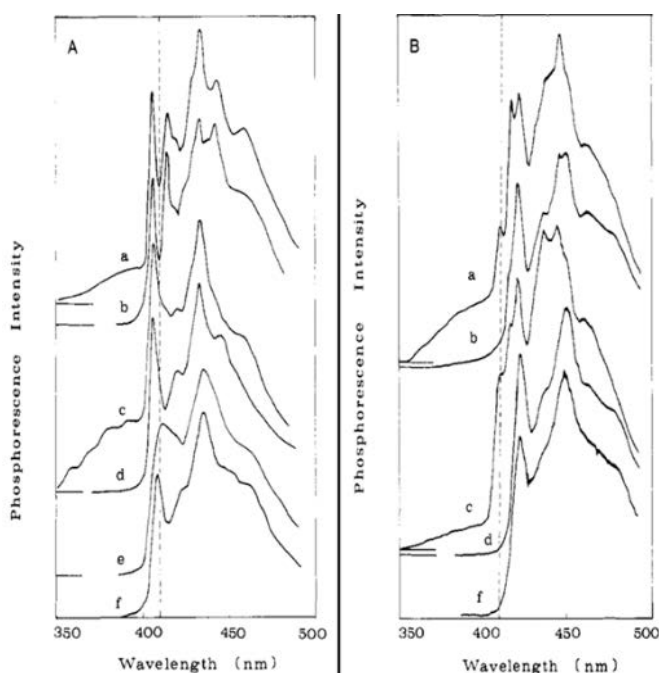 A
a
b
c
d
e
f
Phosphorescence Intensity
350 400 450 500
Wavelength (nm)
B
a
b
c
d
f
Phosphorescence Intensity
350 400 450 500
Wavelength (nm)